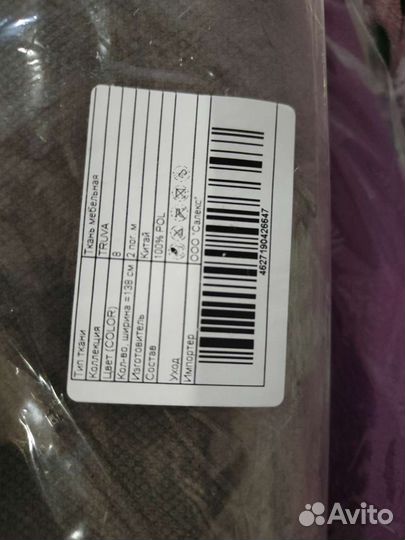 Тип ткани Ткань мебельная
Коллекция TRUVA
Цвет (COLOR) 8
Кол-во, ширина =138 см 2 пог. м
Изготовитель Китай
Состав 100% POL
Уход
Импортер ООО "Салекс"
4627190426647
Avito